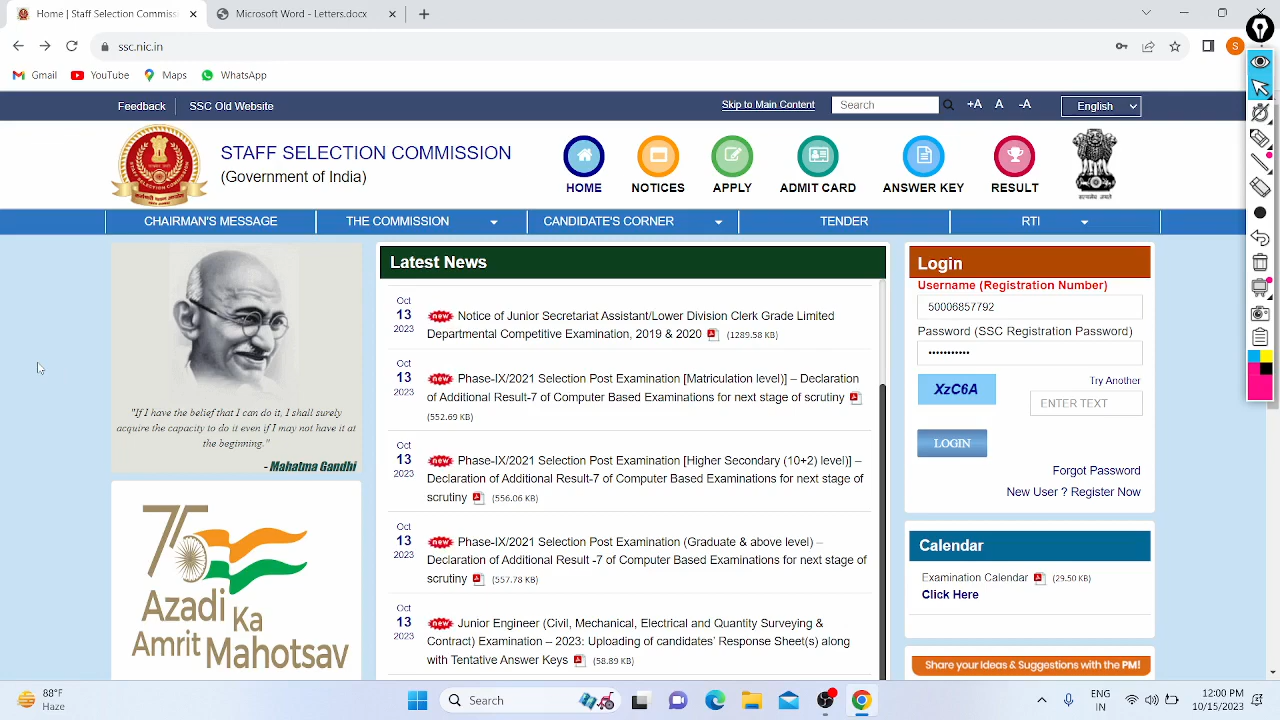 Home | Staff Selection Commiss
Microsoft Word - Letters.docx
ssc.nic.in
S
Gmail
YouTube
Maps
WhatsApp
Feedback
SSC Old Website
Skip to Main Content
Search
+A
A
-A
English
STAFF SELECTION COMMISSION
(Government of India)
HOME
NOTICES
APPLY
ADMIT CARD
ANSWER KEY
RESULT
सत्यमेव जयते
CHAIRMAN'S MESSAGE
THE COMMISSION
CANDIDATE'S CORNER
TENDER
RTI
"If I have the belief that I can do it, I shall surely
acquire the capacity to do it even if I may not have it at
the beginning."
- Mahatma Gandhi
75
Azadi Ka
Amrit Mahotsav
Latest News
Oct
13
2023
new Notice of Junior Secretariat Assistant/Lower Division Clerk Grade Limited
Departmental Competitive Examination, 2019 & 2020 (1289.58 KB)
Oct
13
2023
new Phase-IX/2021 Selection Post Examination [Matriculation level)] – Declaration
of Additional Result-7 of Computer Based Examinations for next stage of scrutiny
(552.69 KB)
Oct
13
2023
new Phase-IX/2021 Selection Post Examination [Higher Secondary (10+2) level)] –
Declaration of Additional Result-7 of Computer Based Examinations for next stage of
scrutiny (556.06 KB)
Oct
13
2023
new Phase-IX/2021 Selection Post Examination (Graduate & above level) –
Declaration of Additional Result -7 of Computer Based Examinations for next stage of
scrutiny (557.78 KB)
Oct
13
2023
new Junior Engineer (Civil, Mechanical, Electrical and Quantity Surveying &
Contract) Examination – 2023: Uploading of candidates' Response Sheet(s) along
with Tentative Answer Keys (58.89 KB)
Login
Username (Registration Number)
50006857792
Password (SSC Registration Password)
•••••••••••
XzC6A
Try Another
ENTER TEXT
LOGIN
Forgot Password
New User ? Register Now
Calendar
Examination Calendar (29.50 KB)
Click Here
Share your Ideas & Suggestions with the PM!
88°F
Haze
Search
ENG
IN
12:00 PM
10/15/2023